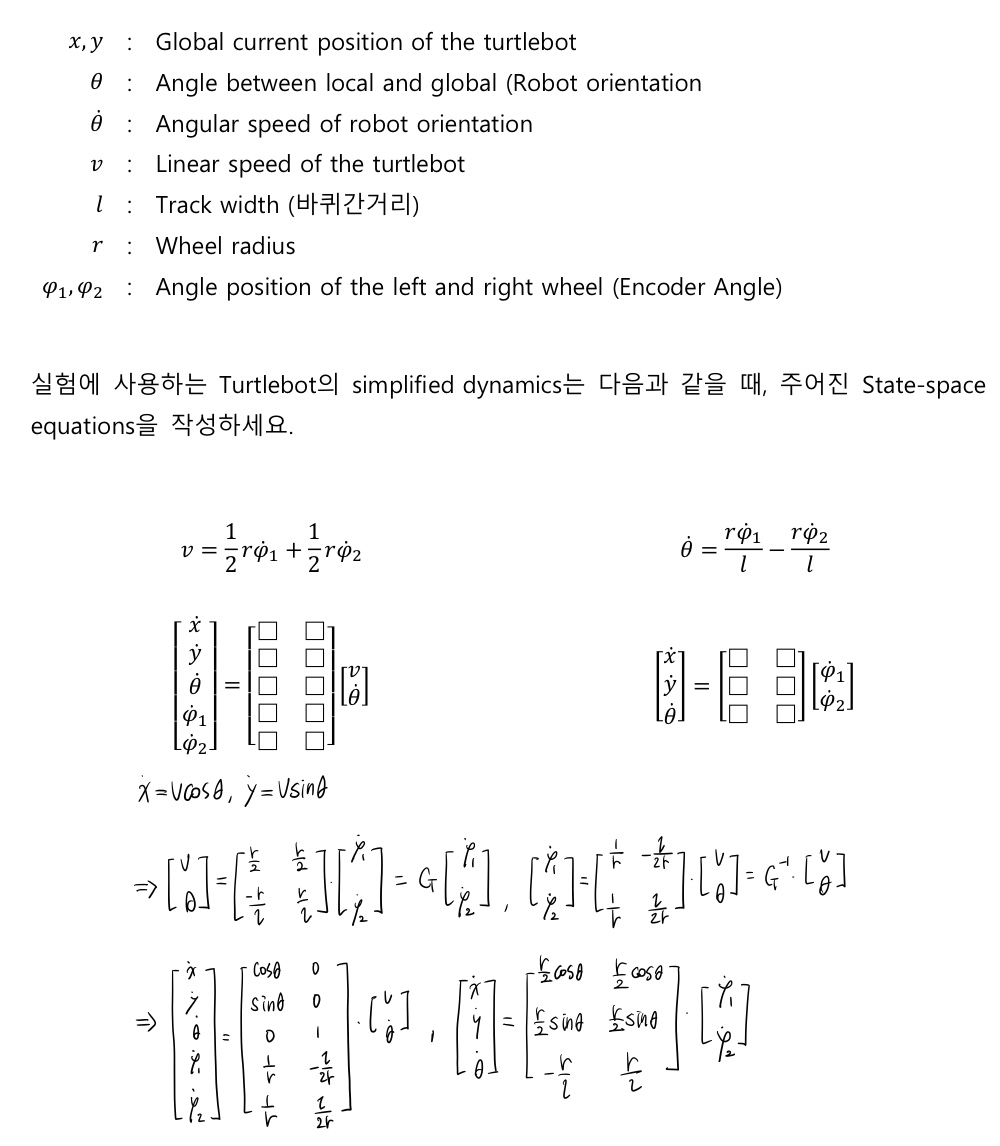 x, y : Global current position of the turtlebot
θ : Angle between local and global (Robot orientation
θ̇ : Angular speed of robot orientation
v : Linear speed of the turtlebot
l : Track width (바퀴간거리)
r : Wheel radius
φ₁, φ₂ : Angle position of the left and right wheel (Encoder Angle)
실험에 사용하는 Turtlebot의 simplified dynamics는 다음과 같을 때, 주어진 State-space
equations을 작성하세요.
v = 1/2 rφ̇₁ + 1/2 rφ̇₂    θ̇ = rφ̇₁/l − rφ̇₂/l
[ẋ; ẏ; θ̇; φ̇₁; φ̇₂] = [□ □; □ □; □ □; □ □; □ □][v; θ̇]    [ẋ; ẏ; θ̇] = [□ □; □ □; □ □][φ̇₁; φ̇₂]
ẋ = Vcosθ, ẏ = Vsinθ
⇒ [V; θ̇] = [r/2 r/2; -r/l r/l]·[φ̇₁; φ̇₂] = G[φ̇₁; φ̇₂], [φ̇₁; φ̇₂] = [1/r -l/2r; 1/r l/2r]·[V; θ̇] = G⁻¹·[V; θ̇]
⇒ [ẋ; ẏ; θ̇; φ̇₁; φ̇₂] = [cosθ 0; sinθ 0; 0 1; 1/r -l/2r; 1/r l/2r]·[V; θ̇], [ẋ; ẏ; θ̇] = [r/2 cosθ r/2 cosθ; r/2 sinθ r/2 sinθ; -r/l r/l]·[φ̇₁; φ̇₂]